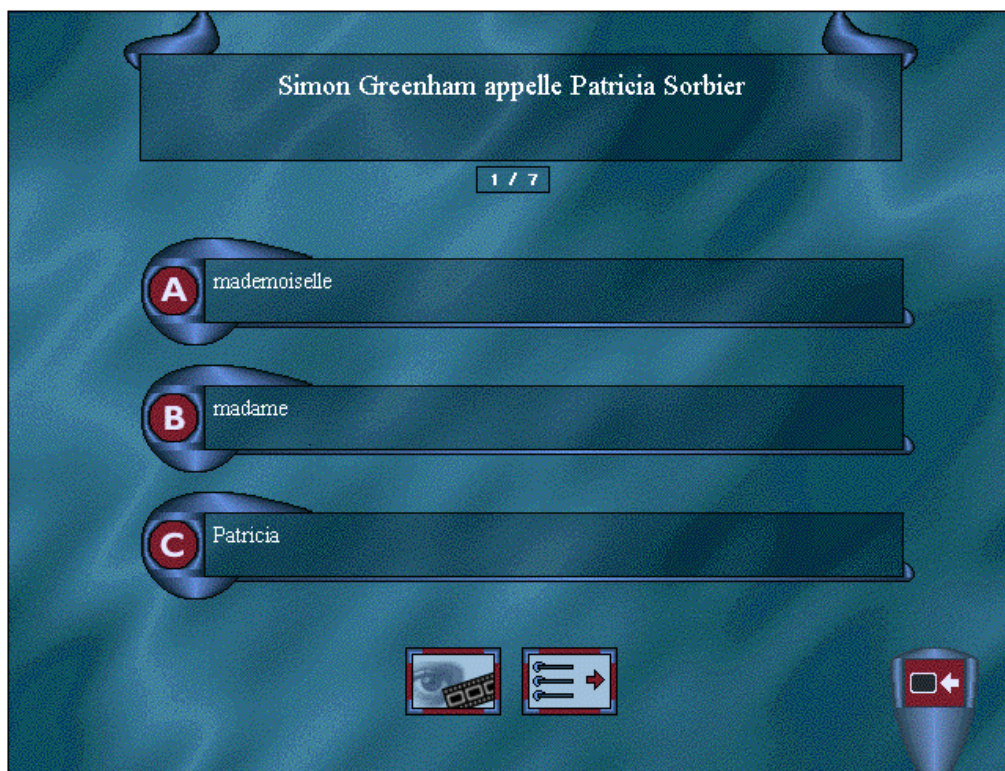 Simon Greenham appelle Patricia Sorbier
1 / 7
A
mademoiselle
B
madame
C
Patricia